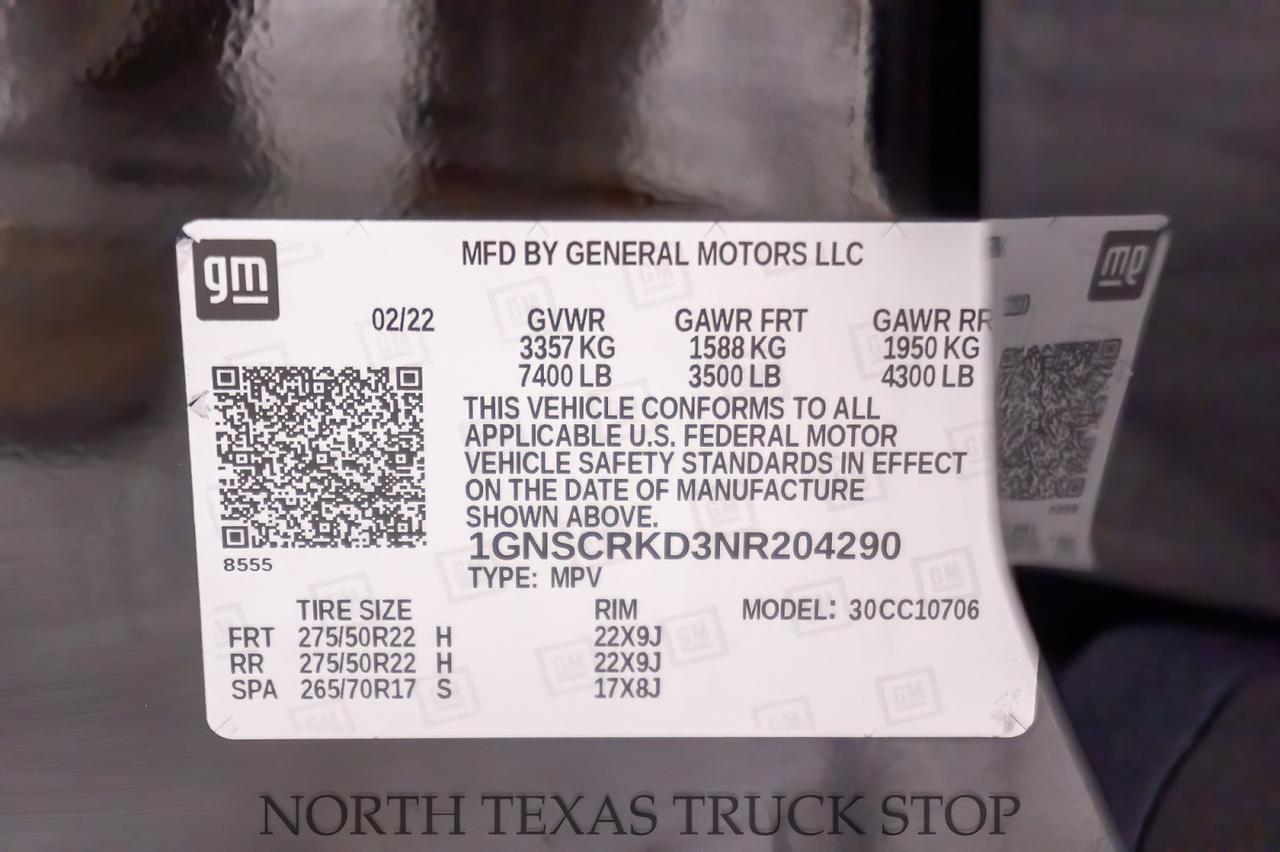 gm
MFD BY GENERAL MOTORS LLC
02/22 GVWR GAWR FRT GAWR RR
3357 KG 1588 KG 1950 KG
7400 LB 3500 LB 4300 LB
THIS VEHICLE CONFORMS TO ALL
APPLICABLE U.S. FEDERAL MOTOR
VEHICLE SAFETY STANDARDS IN EFFECT
ON THE DATE OF MANUFACTURE
SHOWN ABOVE.
8555
1GNSCRKD3NR204290
TYPE: MPV
TIRE SIZE RIM MODEL: 30CC10706
FRT 275/50R22 H 22X9J
RR 275/50R22 H 22X9J
SPA 265/70R17 S 17X8J
NORTH TEXAS TRUCK STOP